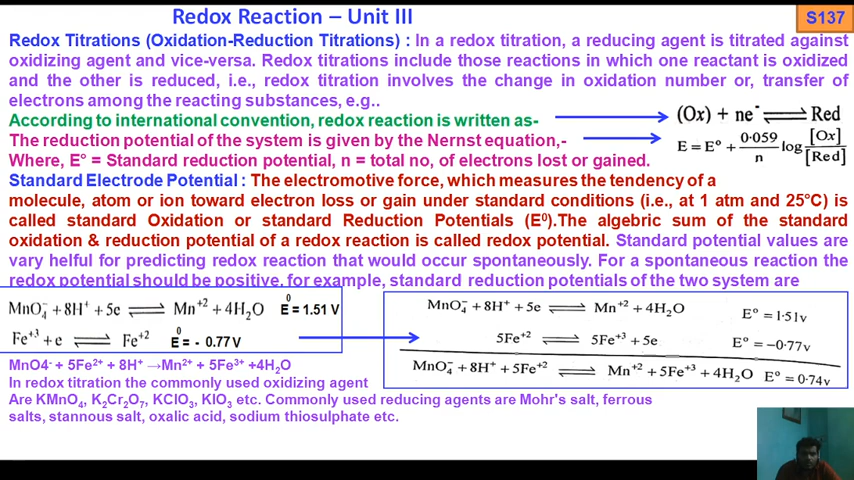 Redox Reaction – Unit III
S137
Redox Titrations (Oxidation-Reduction Titrations) : In a redox titration, a reducing agent is titrated against
oxidizing agent and vice-versa. Redox titrations include those reactions in which one reactant is oxidized
and the other is reduced, i.e., redox titration involves the change in oxidation number or, transfer of
electrons among the reacting substances, e.g..
According to international convention, redox reaction is written as-
(Ox) + ne⁻ ⇌ Red
The reduction potential of the system is given by the Nernst equation,-
E = E° + 0·059/n log [Ox]/[Red]
Where, E° = Standard reduction potential, n = total no, of electrons lost or gained.
Standard Electrode Potential : The electromotive force, which measures the tendency of a
molecule, atom or ion toward electron loss or gain under standard conditions (i.e., at 1 atm and 25°C) is
called standard Oxidation or standard Reduction Potentials (E⁰).The algebric sum of the standard
oxidation & reduction potential of a redox reaction is called redox potential. Standard potential values are
vary helful for predicting redox reaction that would occur spontaneously. For a spontaneous reaction the
redox potential should be positive, for example, standard reduction potentials of the two system are
MnO₄⁻ + 8H⁺ + 5e ⇌ Mn⁺² + 4H₂O E⁰ = 1.51 V
Fe⁺³ + e ⇌ Fe⁺² E⁰ = - 0.77 V
MnO₄⁻ + 8H⁺ + 5e ⇌ Mn⁺² + 4H₂O E° = 1·51v
5Fe⁺² ⇌ 5Fe⁺³ + 5e E° = −0·77v
MnO₄⁻ + 8H⁺ + 5Fe⁺² ⇌ Mn⁺² + 5Fe⁺³ + 4H₂O E° = 0·74v
MnO4⁻ + 5Fe²⁺ + 8H⁺ →Mn²⁺ + 5Fe³⁺ +4H₂O
In redox titration the commonly used oxidizing agent
Are KMnO₄, K₂Cr₂O₇, KClO₃, KIO₃ etc. Commonly used reducing agents are Mohr's salt, ferrous
salts, stannous salt, oxalic acid, sodium thiosulphate etc.